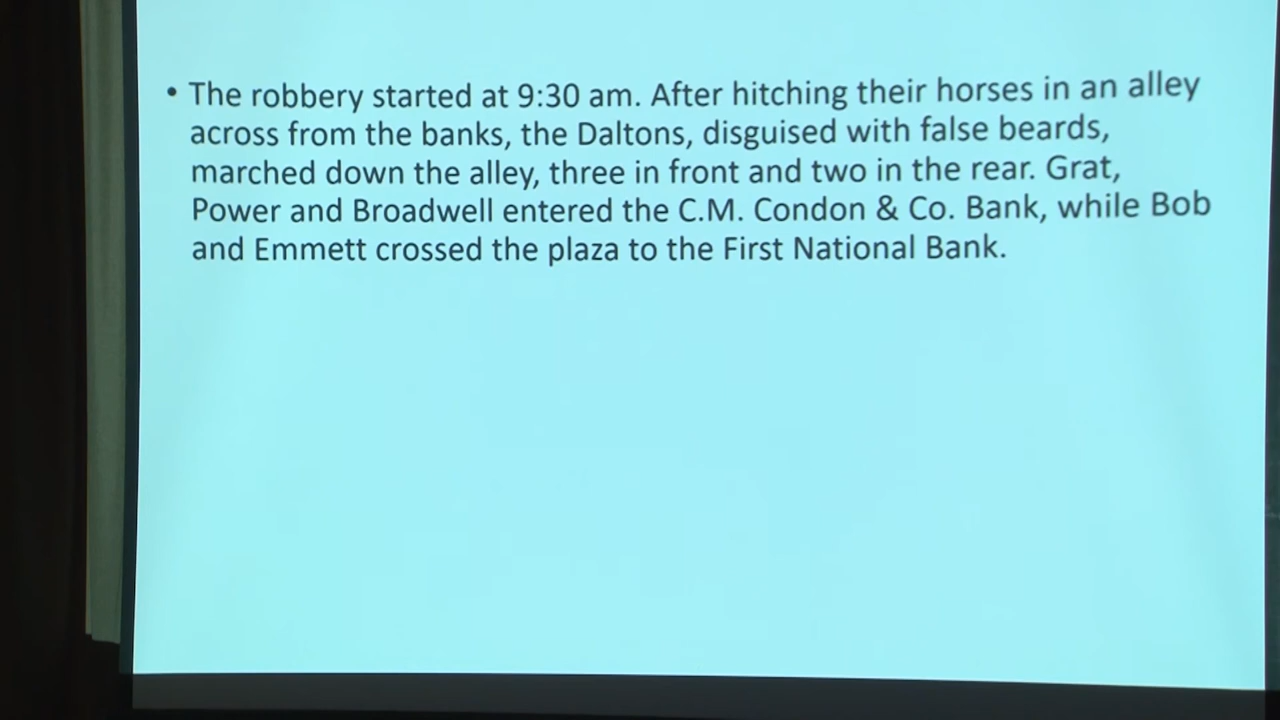 • The robbery started at 9:30 am. After hitching their horses in an alley
across from the banks, the Daltons, disguised with false beards,
marched down the alley, three in front and two in the rear. Grat,
Power and Broadwell entered the C.M. Condon & Co. Bank, while Bob
and Emmett crossed the plaza to the First National Bank.